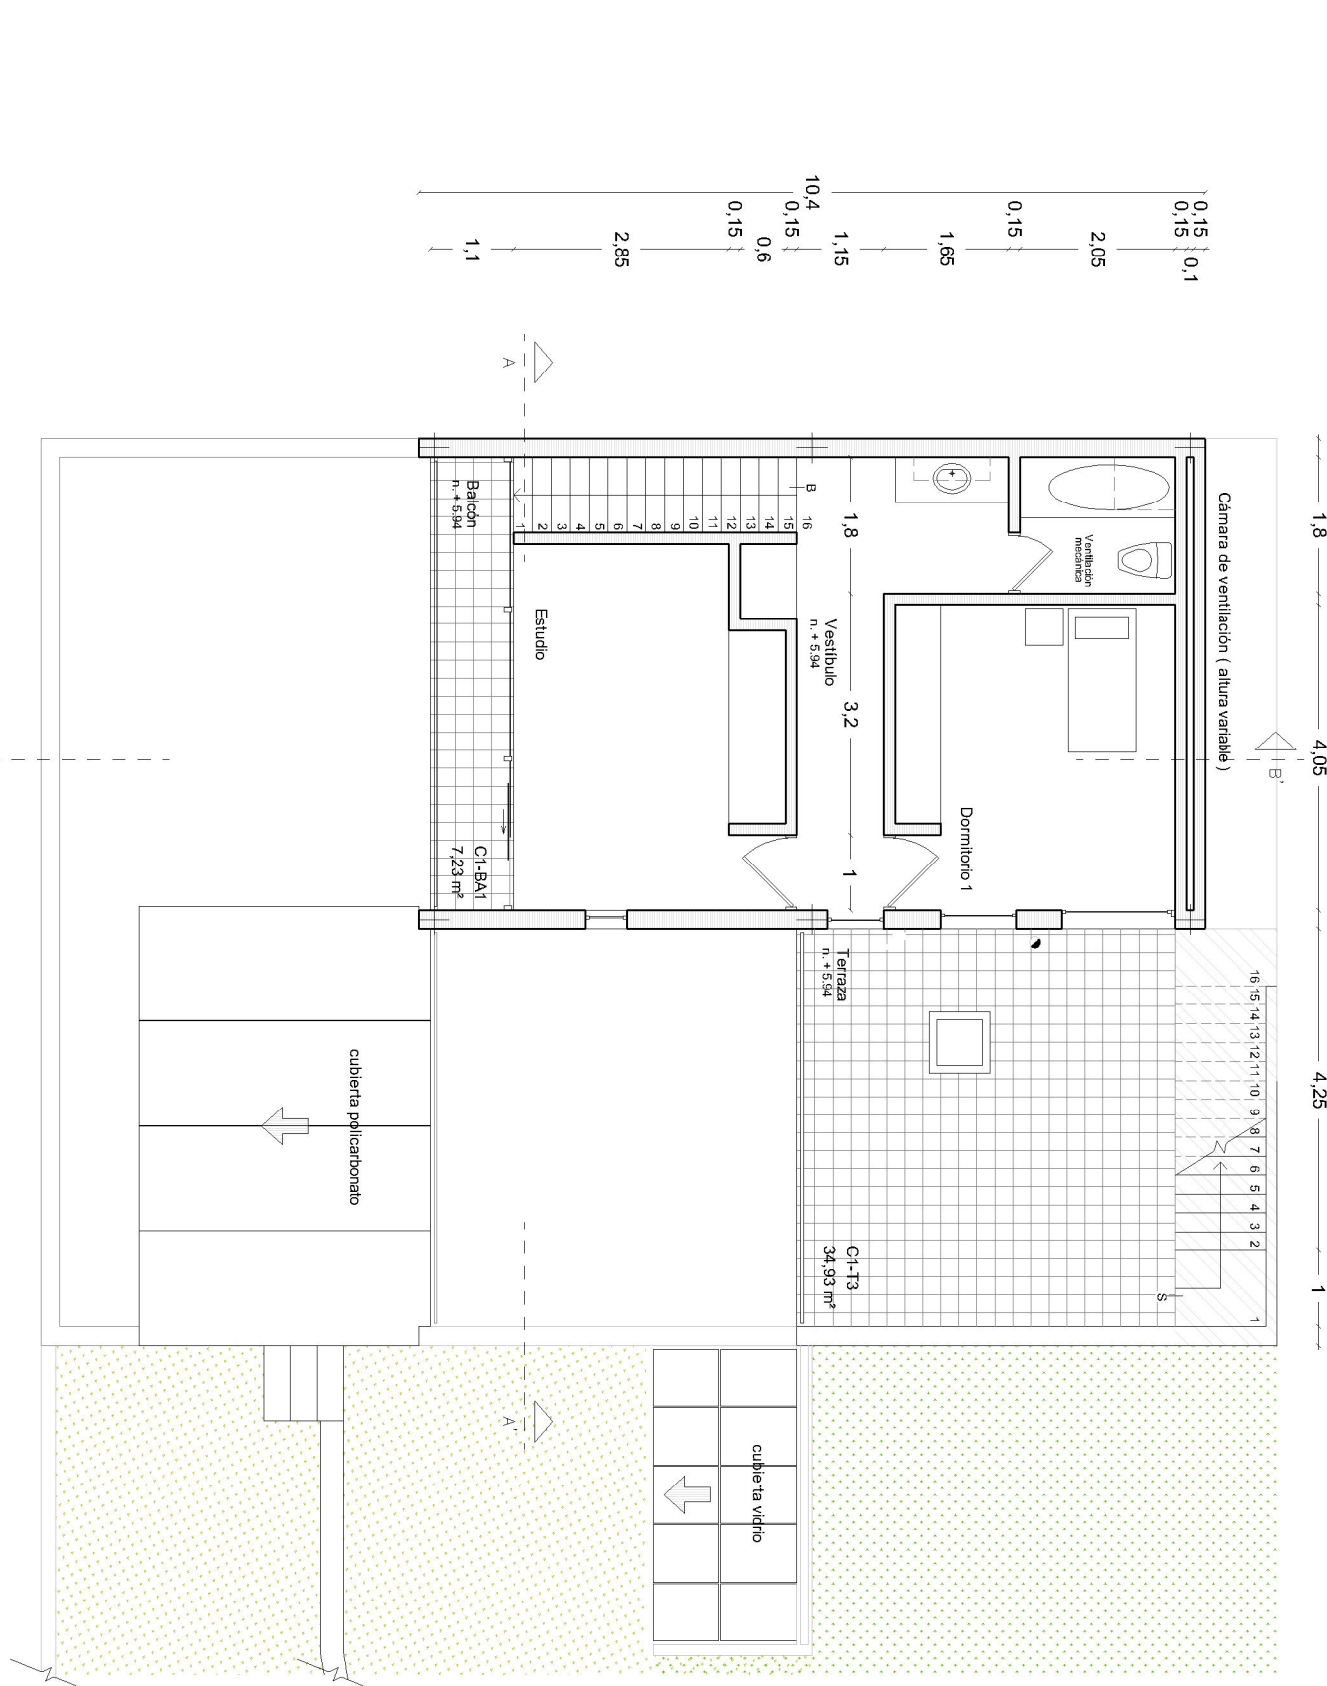 10,4
0,15
0,15
0,1
2,05
0,15
1,65
1,15
0,15
0,6
0,15
2,85
1,1
1,8
4,05
4,25
1
Cámara de ventilación ( altura variable )
B'
A
Ventilación
mecánica
Dormitorio 1
1,8
3,2
1
Vestíbulo
n. + 5.94
B
16
15
14
13
12
11
10
9
8
7
6
5
4
3
2
1
Estudio
Balcón
n. + 5.94
C1-BA1
7,23 m²
Terraza
n. + 5.94
C1-T3
34,93 m²
16
15
14
13
12
11
10
9
8
7
6
5
4
3
2
1
S
cubierta policarbonato
A'
cubierta vidrio